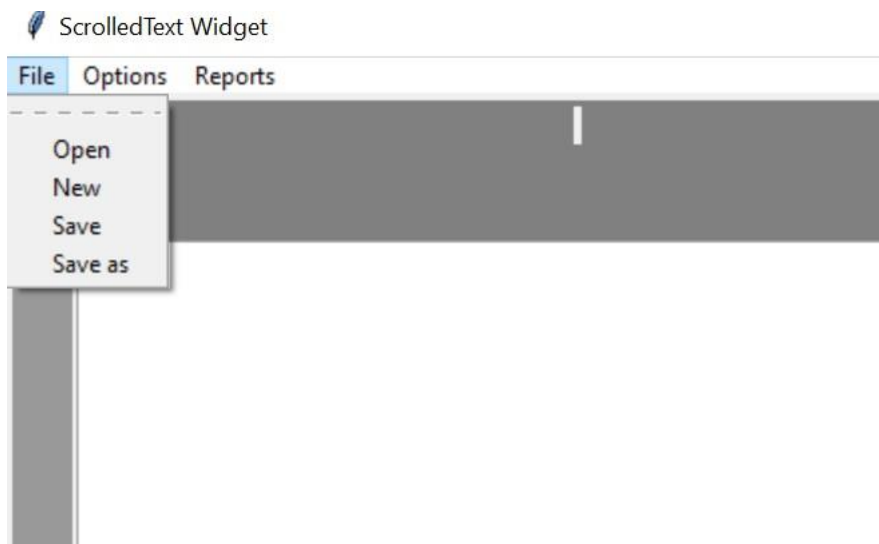 ScrolledText Widget
File Options Reports
Open
New
Save
Save as